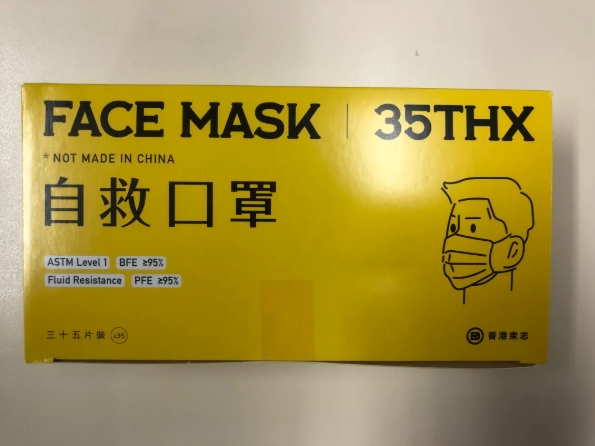 FACE MASK | 35THX
* NOT MADE IN CHINA
自救口罩
ASTM Level 1 BFE ≥95%
Fluid Resistance PFE ≥95%
三十五片裝 x35
香港眾志